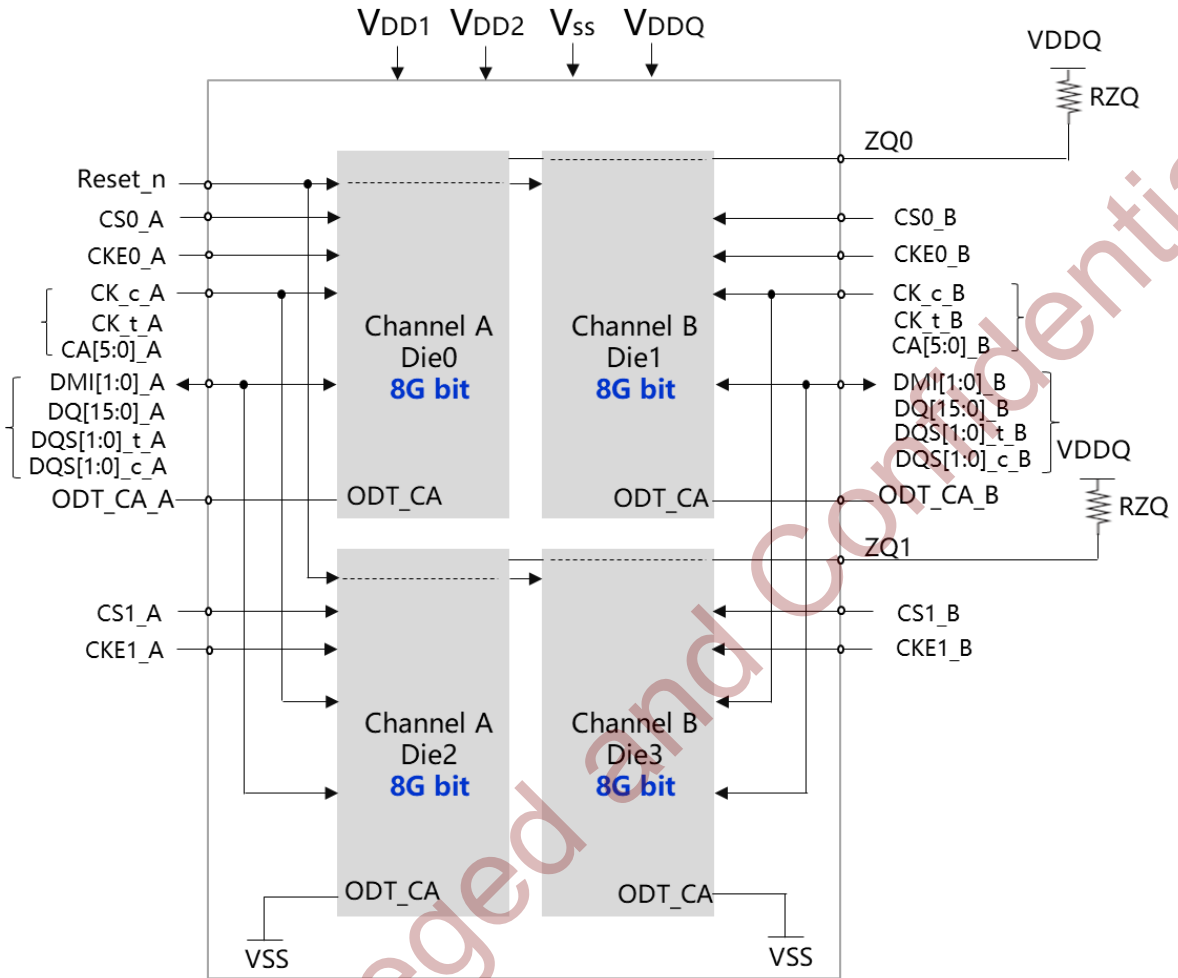 VDD1
VDD2
Vss
VDDQ
VDDQ
RZQ
ZQ0
Reset_n
CS0_A
CS0_B
CKE0_A
CKE0_B
CK_c_A
CK_c_B
CK_t_A
CK_t_B
CA[5:0]_A
CA[5:0]_B
Channel A
Die0
8G bit
Channel B
Die1
8G bit
DMI[1:0]_A
DMI[1:0]_B
DQ[15:0]_A
DQ[15:0]_B
DQS[1:0]_t_A
DQS[1:0]_t_B
DQS[1:0]_c_A
DQS[1:0]_c_B
VDDQ
RZQ
ODT_CA_A
ODT_CA
ODT_CA
ODT_CA_B
ZQ1
CS1_A
CS1_B
CKE1_A
CKE1_B
Channel A
Die2
8G bit
Channel B
Die3
8G bit
ODT_CA
ODT_CA
VSS
VSS
and Confidential